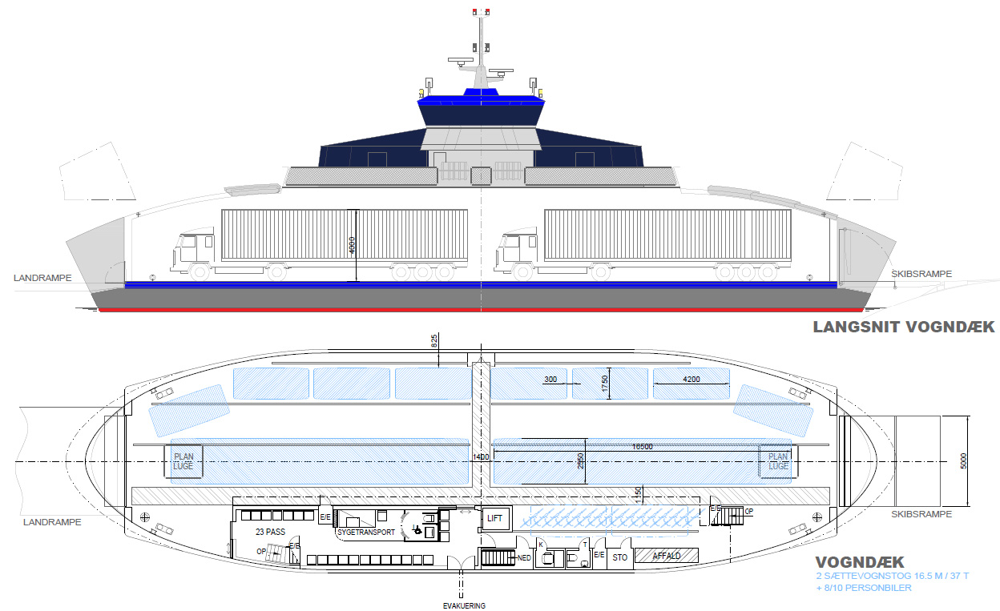 4000
LANDRAMPE
SKIBSRAMPE
LANGSNIT VOGNDÆK
825
300
1750
4200
16500
1400
2550
PLAN
LUGE
PLAN
LUGE
5000
1150
LANDRAMPE
SKIBSRAMPE
E/E
E/E
OP
23 PASS
SYGETRANSPORT
LIFT
OP
E/E
K
T
NED
E/E
STO
AFFALD
EVAKUERING
VOGNDÆK
2 SÆTTEVOGNSTOG 16.5 M / 37 T
+ 8/10 PERSONBILER